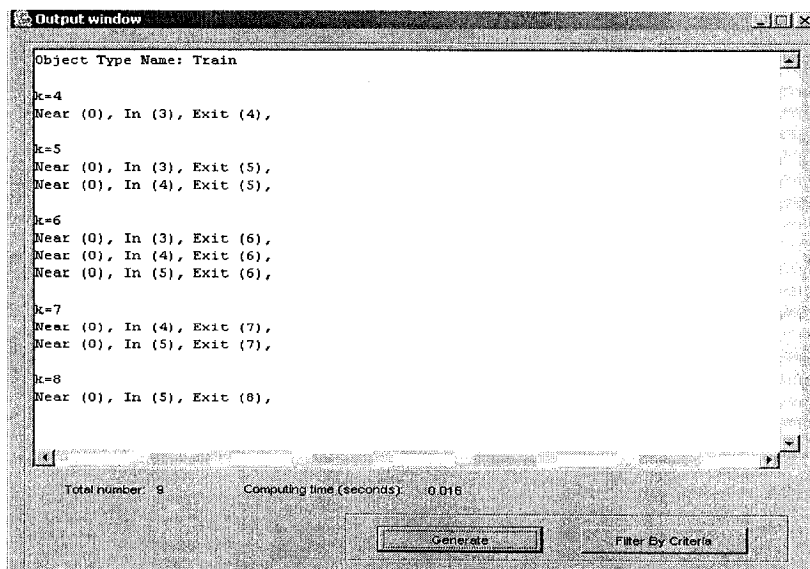 Output window
Object Type Name: Train
k=4
Near (0), In (3), Exit (4),
k=5
Near (0), In (3), Exit (5),
Near (0), In (4), Exit (5),
k=6
Near (0), In (3), Exit (6),
Near (0), In (4), Exit (6),
Near (0), In (5), Exit (6),
k=7
Near (0), In (4), Exit (7),
Near (0), In (5), Exit (7),
k=8
Near (0), In (5), Exit (8),
Total number: 9 Computing time (seconds): 0.016
Generate Filter By Criteria